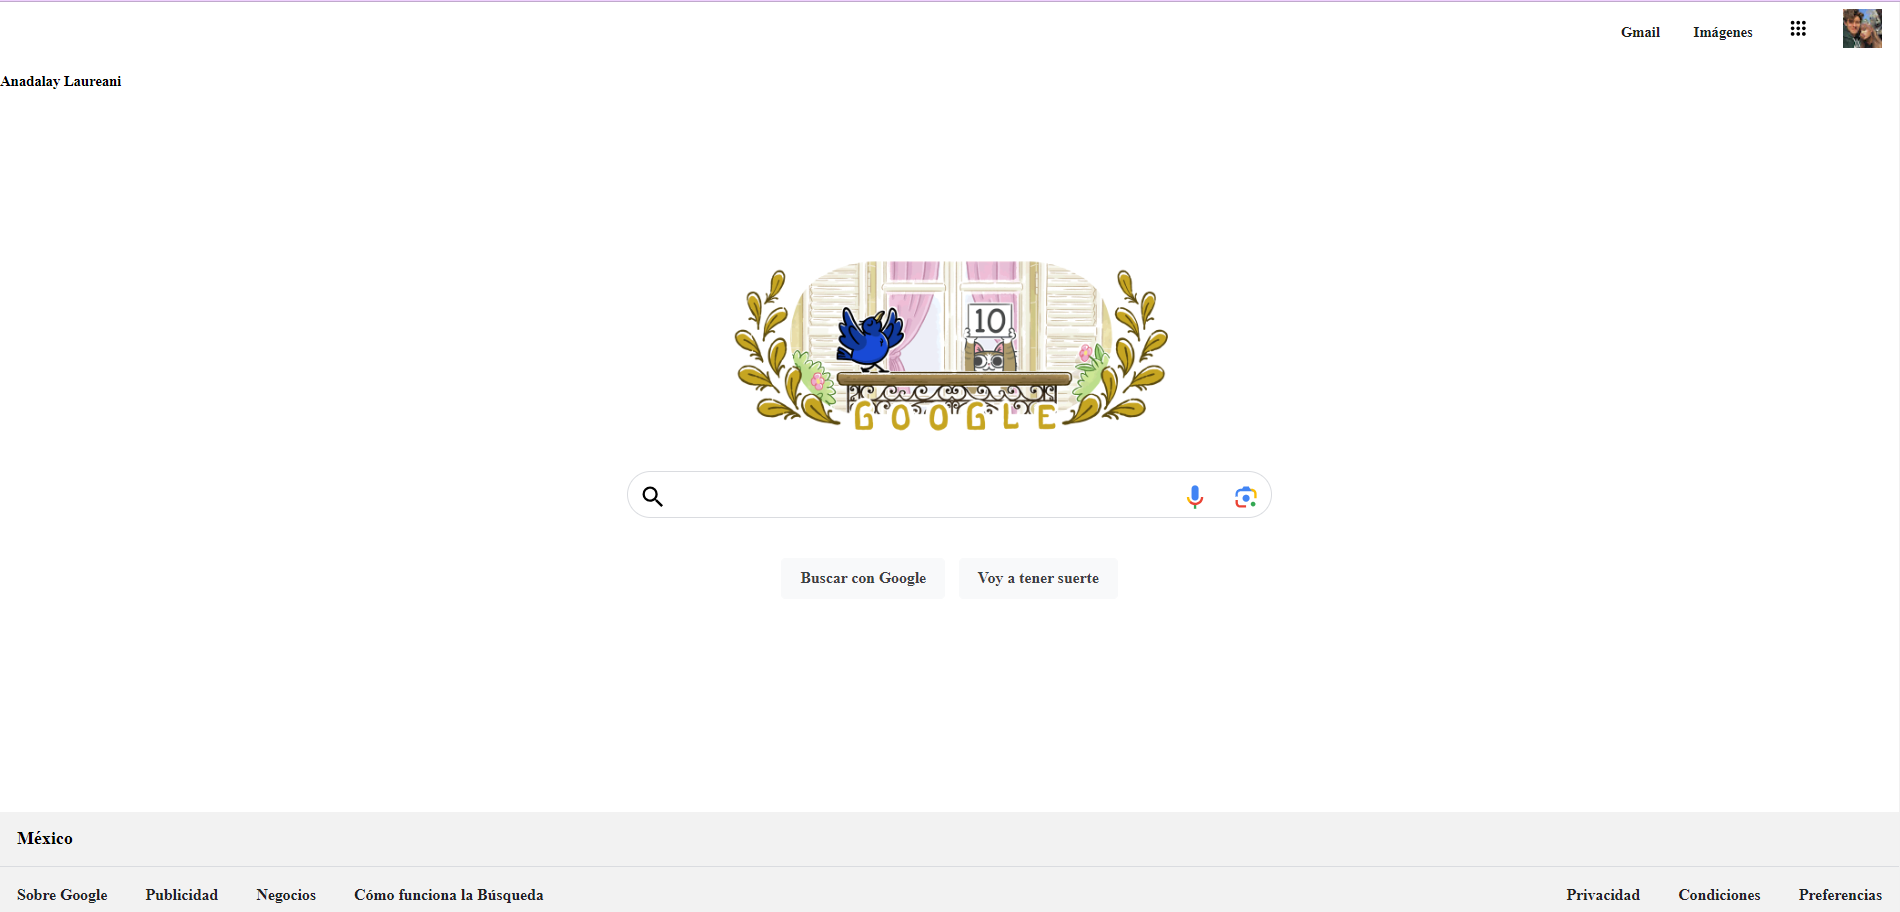 Gmail Imágenes
Anadalay Laureani
10
GOOGLE
Buscar con Google Voy a tener suerte
México
Sobre Google Publicidad Negocios Cómo funciona la Búsqueda Privacidad Condiciones Preferencias